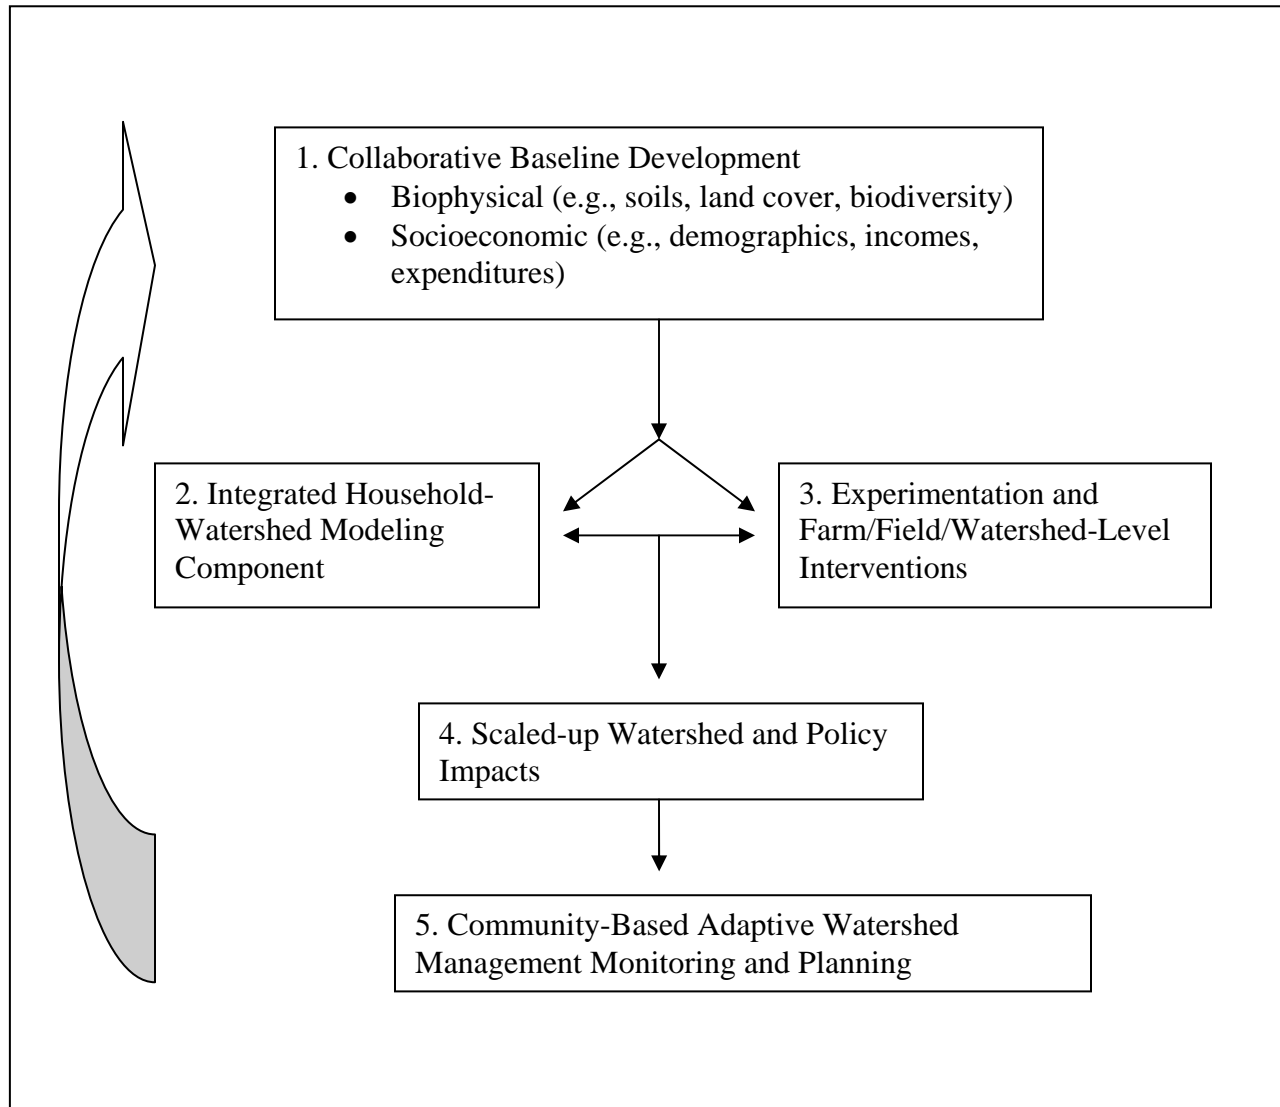 1. Collaborative Baseline Development
• Biophysical (e.g., soils, land cover, biodiversity)
• Socioeconomic (e.g., demographics, incomes,
expenditures)
2. Integrated Household-
Watershed Modeling
Component
3. Experimentation and
Farm/Field/Watershed-Level
Interventions
4. Scaled-up Watershed and Policy
Impacts
5. Community-Based Adaptive Watershed
Management Monitoring and Planning